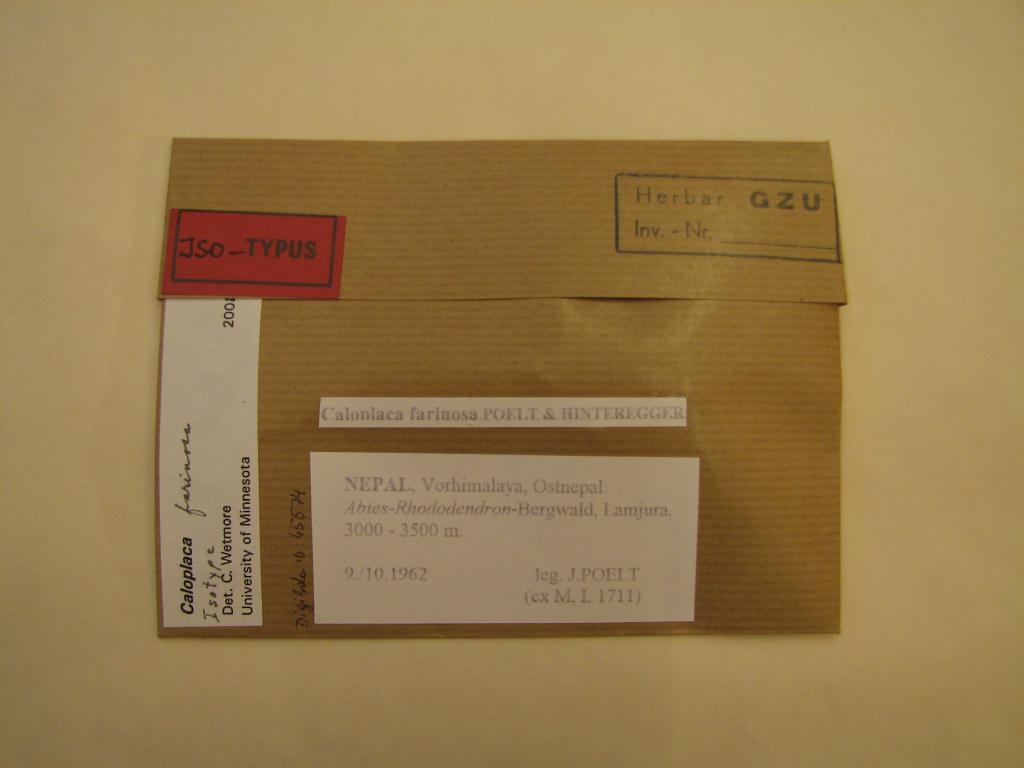 Herbar GZU
Inv. - Nr.
ISO-TYPUS
Caloplaca farinosa
Isotype
Det. C. Wetmore
University of Minnesota
Caloplaca farinosa POELT & HINTEREGGER
NEPAL, Vorhimalaya, Ostnepal:
Abies-Rhododendron-Bergwald, Lamjura,
3000 - 3500 m.
9./10.1962 leg. J.POELT
(ex M, L 1711)